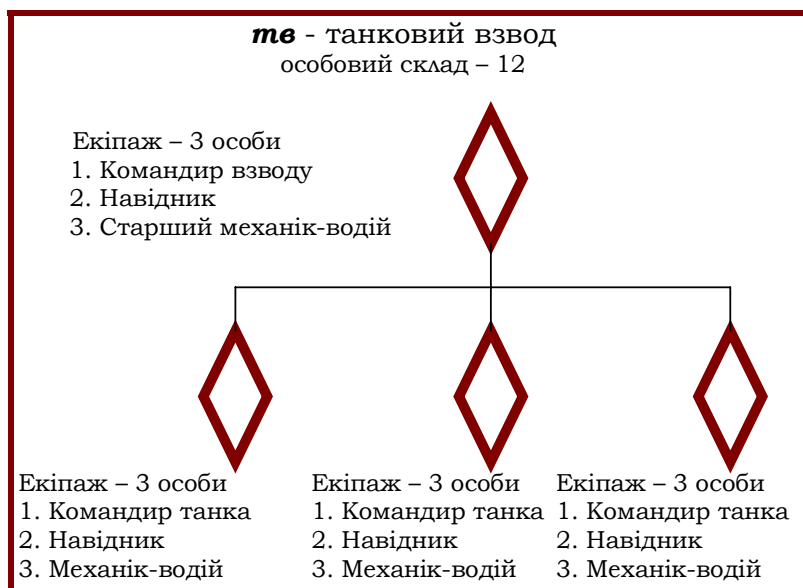 тв - танковий взвод
особовий склад – 12
Екіпаж – 3 особи
1. Командир взводу
2. Навідник
3. Старший механік-водій
Екіпаж – 3 особи
1. Командир танка
2. Навідник
3. Механік-водій
Екіпаж – 3 особи
1. Командир танка
2. Навідник
3. Механік-водій
Екіпаж – 3 особи
1. Командир танка
2. Навідник
3. Механік-водій